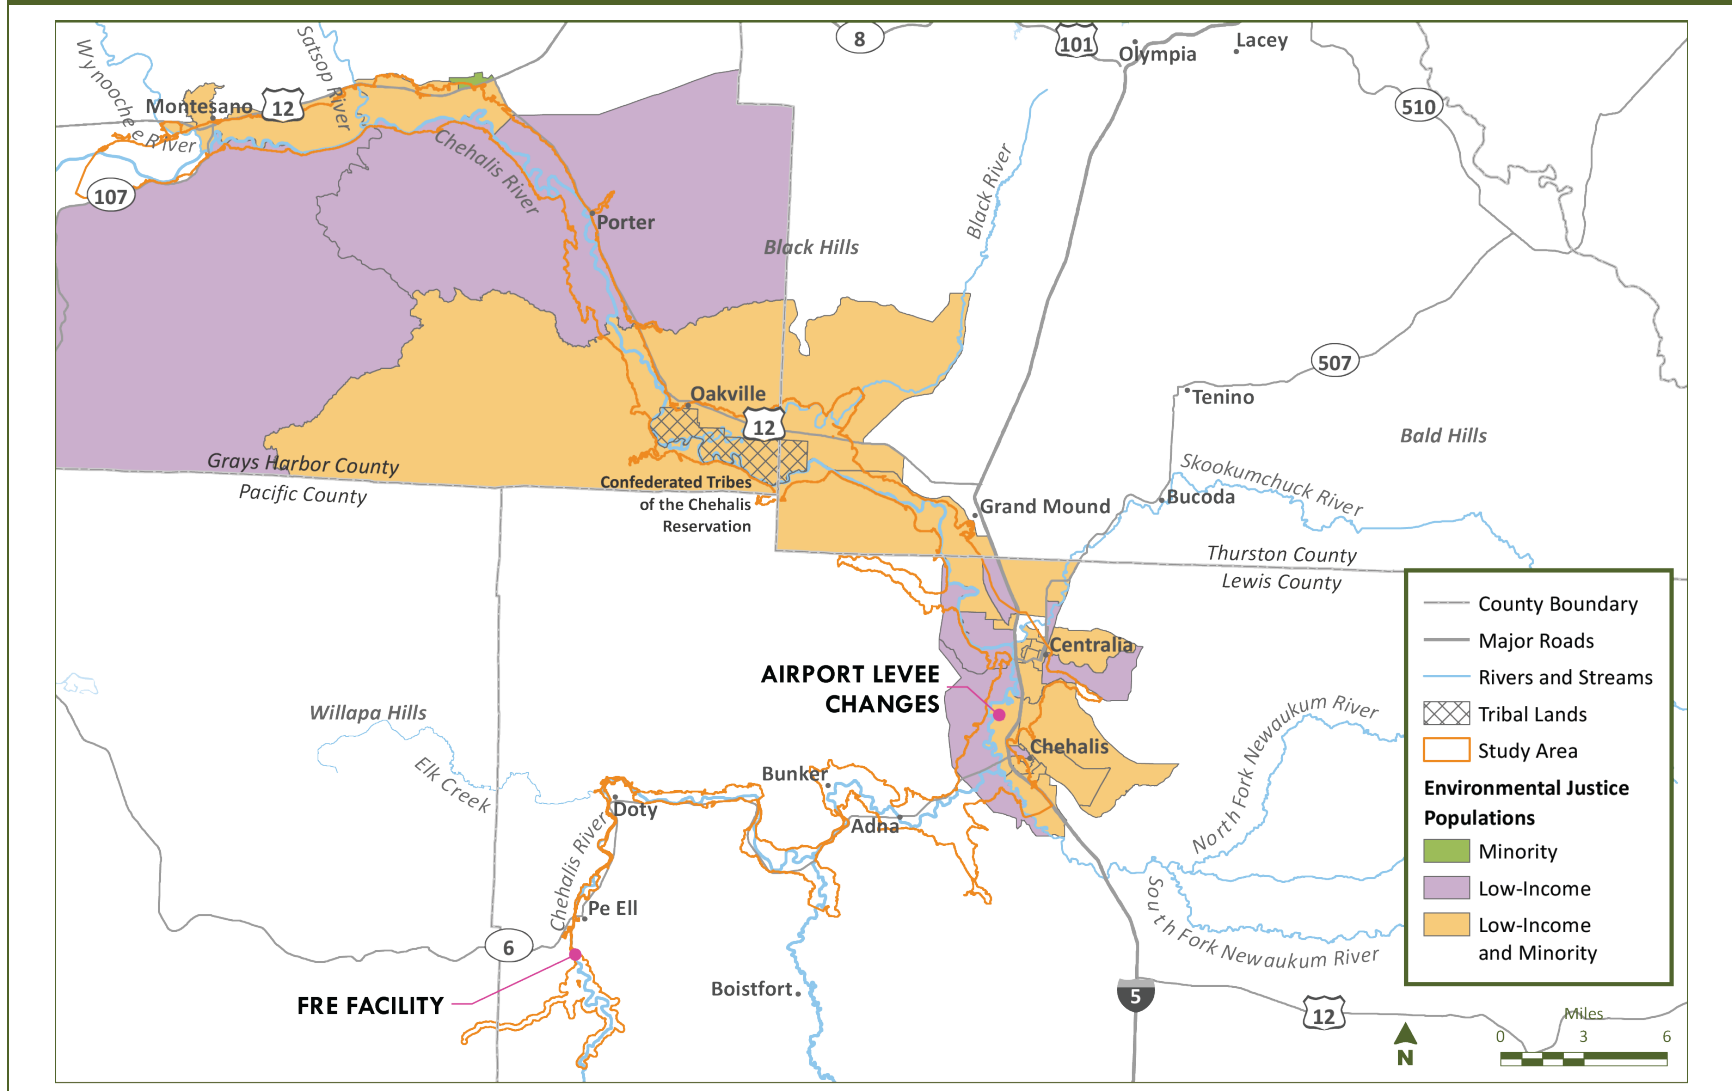 8
101
Olympia
Lacey
Wynoochee River
Satsop River
Montesano
12
510
107
Chehalis River
Porter
Black Hills
Black River
507
Tenino
Oakville
12
Bald Hills
Grays Harbor County
Pacific County
Confederated Tribes
of the Chehalis
Reservation
Skookumchuck River
Bucoda
Grand Mound
Thurston County
Lewis County
County Boundary
Major Roads
Rivers and Streams
Tribal Lands
Study Area
Environmental Justice
Populations
Minority
Low-Income
Low-Income
and Minority
Centralia
AIRPORT LEVEE
CHANGES
Willapa Hills
Elk Creek
Chehalis
North Fork Newaukum River
Bunker
Doty
Adna
Chehalis River
Pe Ell
South Fork Newaukum River
6
FRE FACILITY
Boistfort
5
12
N
Miles
0 3 6